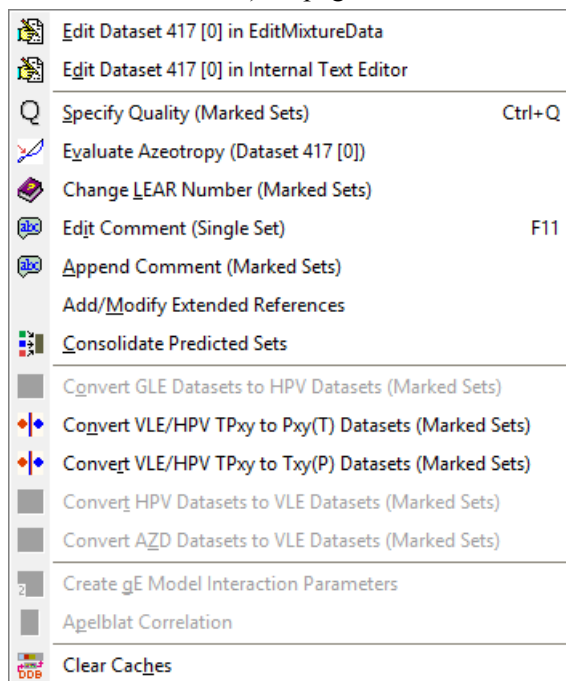 Edit Dataset 417 [0] in EditMixtureData
Edit Dataset 417 [0] in Internal Text Editor
Q Specify Quality (Marked Sets) Ctrl+Q
Evaluate Azeotropy (Dataset 417 [0])
Change LEAR Number (Marked Sets)
abc Edit Comment (Single Set) F11
abc Append Comment (Marked Sets)
Add/Modify Extended References
Consolidate Predicted Sets
Convert GLE Datasets to HPV Datasets (Marked Sets)
Convert VLE/HPV TPxy to Pxy(T) Datasets (Marked Sets)
Convert VLE/HPV TPxy to Txy(P) Datasets (Marked Sets)
Convert HPV Datasets to VLE Datasets (Marked Sets)
Convert AZD Datasets to VLE Datasets (Marked Sets)
2 Create gE Model Interaction Parameters
Apelblat Correlation
DDB Clear Caches